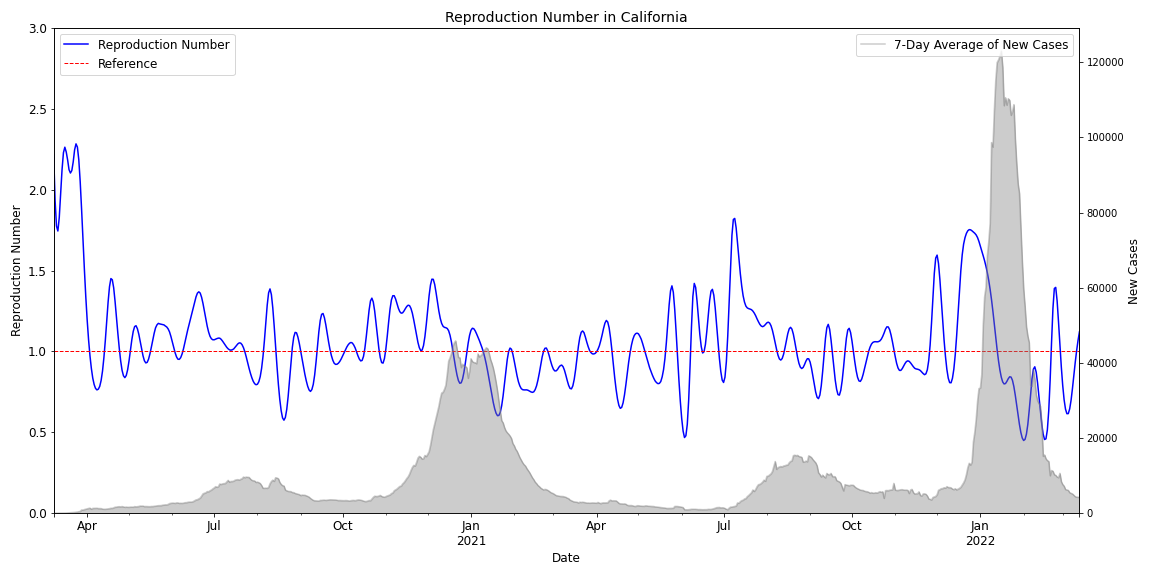 Reproduction Number in California
Reproduction Number
Reference
7-Day Average of New Cases
3.0
2.5
2.0
1.5
1.0
0.5
0.0
Reproduction Number
120000
100000
80000
60000
40000
20000
0
New Cases
Apr
Jul
Oct
Jan
2021
Apr
Jul
Oct
Jan
2022
Date